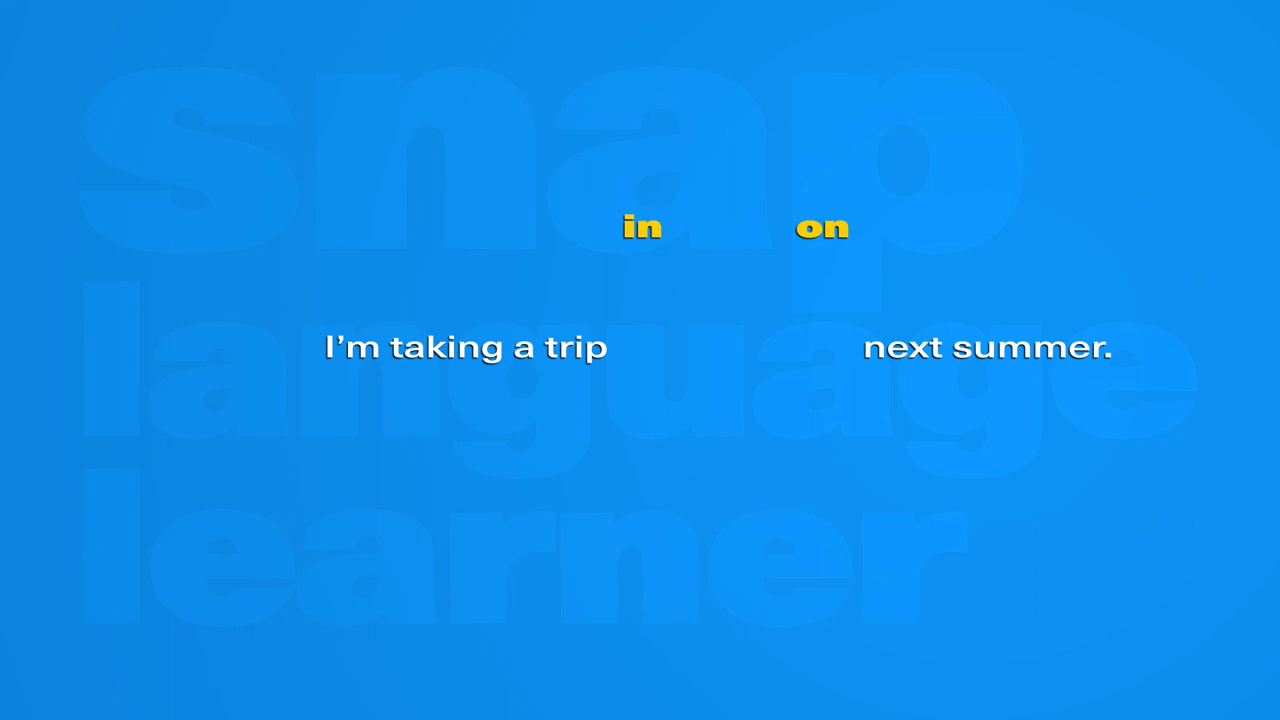 snap
in on
language
I'm taking a trip next summer.
learner